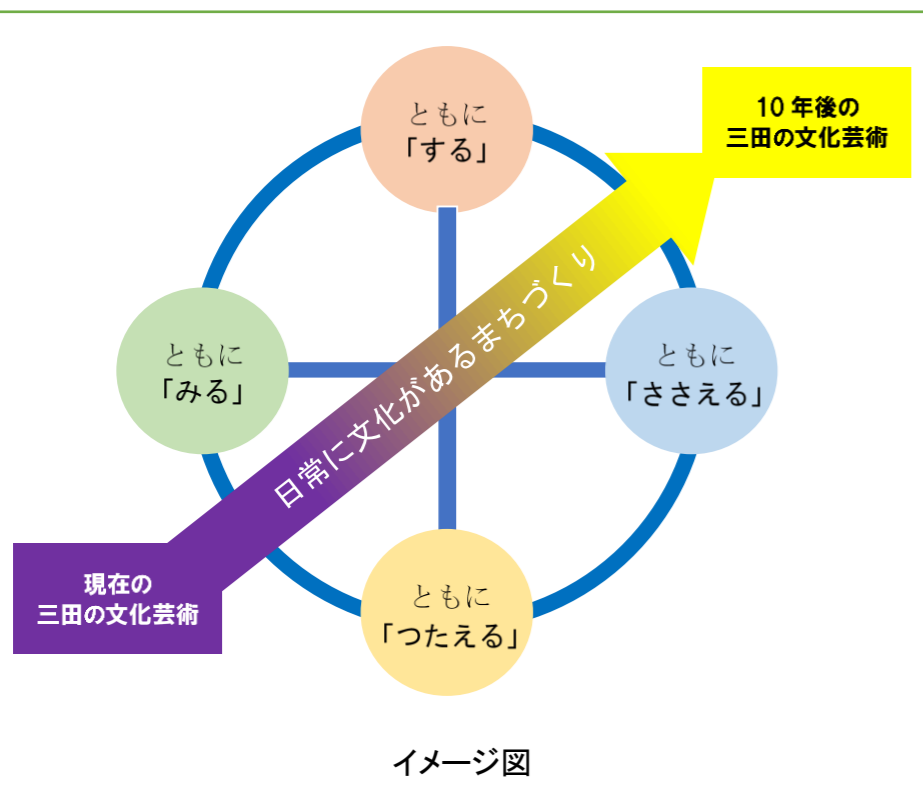 ともに
「する」
10 年後の
三田の文化芸術
ともに
「みる」
日常に文化があるまちづくり
ともに
「ささえる」
現在の
三田の文化芸術
ともに
「つたえる」
イメージ図